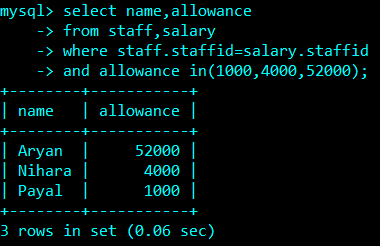 mysql> select name,allowance
    -> from staff,salary
    -> where staff.staffid=salary.staffid
    -> and allowance in(1000,4000,52000);
+--------+-----------+
| name   | allowance |
+--------+-----------+
| Aryan  |     52000 |
| Nihara |      4000 |
| Payal  |      1000 |
+--------+-----------+
3 rows in set (0.06 sec)